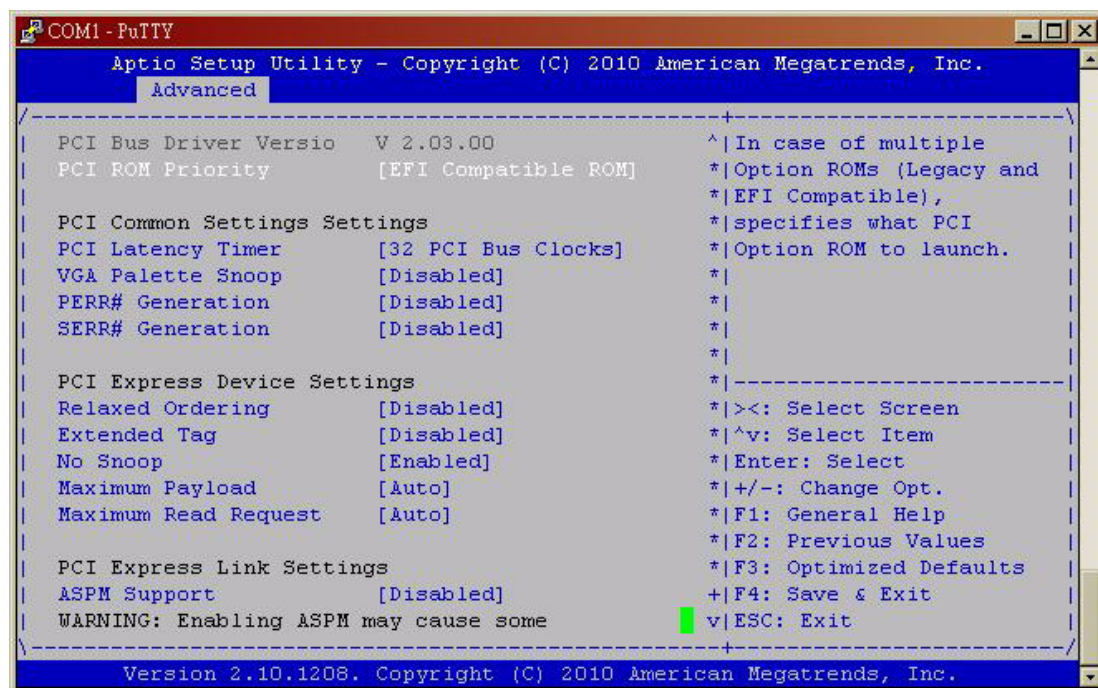 COM1 - PuTTY
Aptio Setup Utility - Copyright (C) 2010 American Megatrends, Inc.
Advanced
/----------------------------------------------------+-------------------------\
| PCI Bus Driver Versio V 2.03.00 ^|In case of multiple |
| PCI ROM Priority [EFI Compatible ROM] *|Option ROMs (Legacy and |
| *|EFI Compatible), |
| PCI Common Settings Settings *|specifies what PCI |
| PCI Latency Timer [32 PCI Bus Clocks] *|Option ROM to launch. |
| VGA Palette Snoop [Disabled] *| |
| PERR# Generation [Disabled] *| |
| SERR# Generation [Disabled] *| |
| *| |
| PCI Express Device Settings *|-------------------------|
| Relaxed Ordering [Disabled] *|><: Select Screen |
| Extended Tag [Disabled] *|^v: Select Item |
| No Snoop [Enabled] *|Enter: Select |
| Maximum Payload [Auto] *|+/-: Change Opt. |
| Maximum Read Request [Auto] *|F1: General Help |
| *|F2: Previous Values |
| PCI Express Link Settings *|F3: Optimized Defaults |
| ASPM Support [Disabled] +|F4: Save & Exit |
| WARNING: Enabling ASPM may cause some v|ESC: Exit |
\----------------------------------------------------+-------------------------/
Version 2.10.1208. Copyright (C) 2010 American Megatrends, Inc.